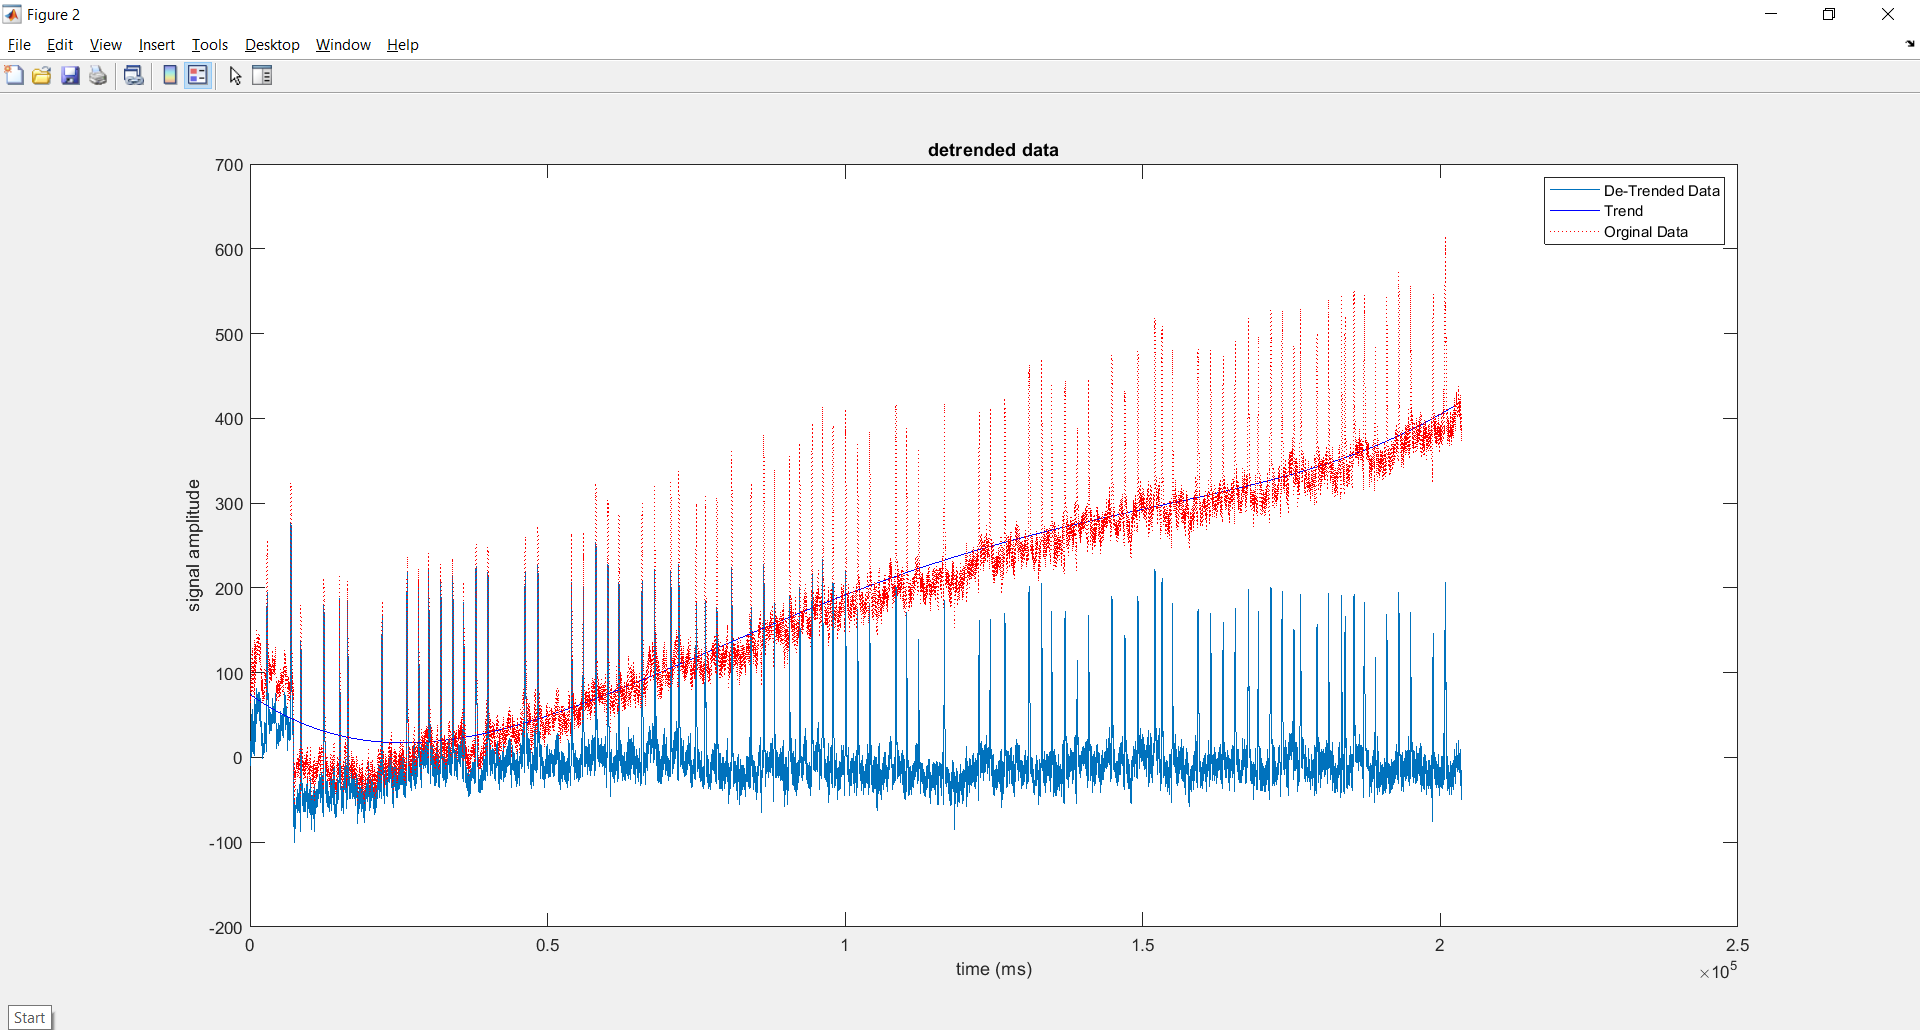 Figure 2
File Edit View Insert Tools Desktop Window Help
detrended data
700
600
500
400
300
200
100
0
-100
-200
signal amplitude
De-Trended Data
Trend
Orginal Data
0 0.5 1 1.5 2 2.5
time (ms)
×10⁵
Start